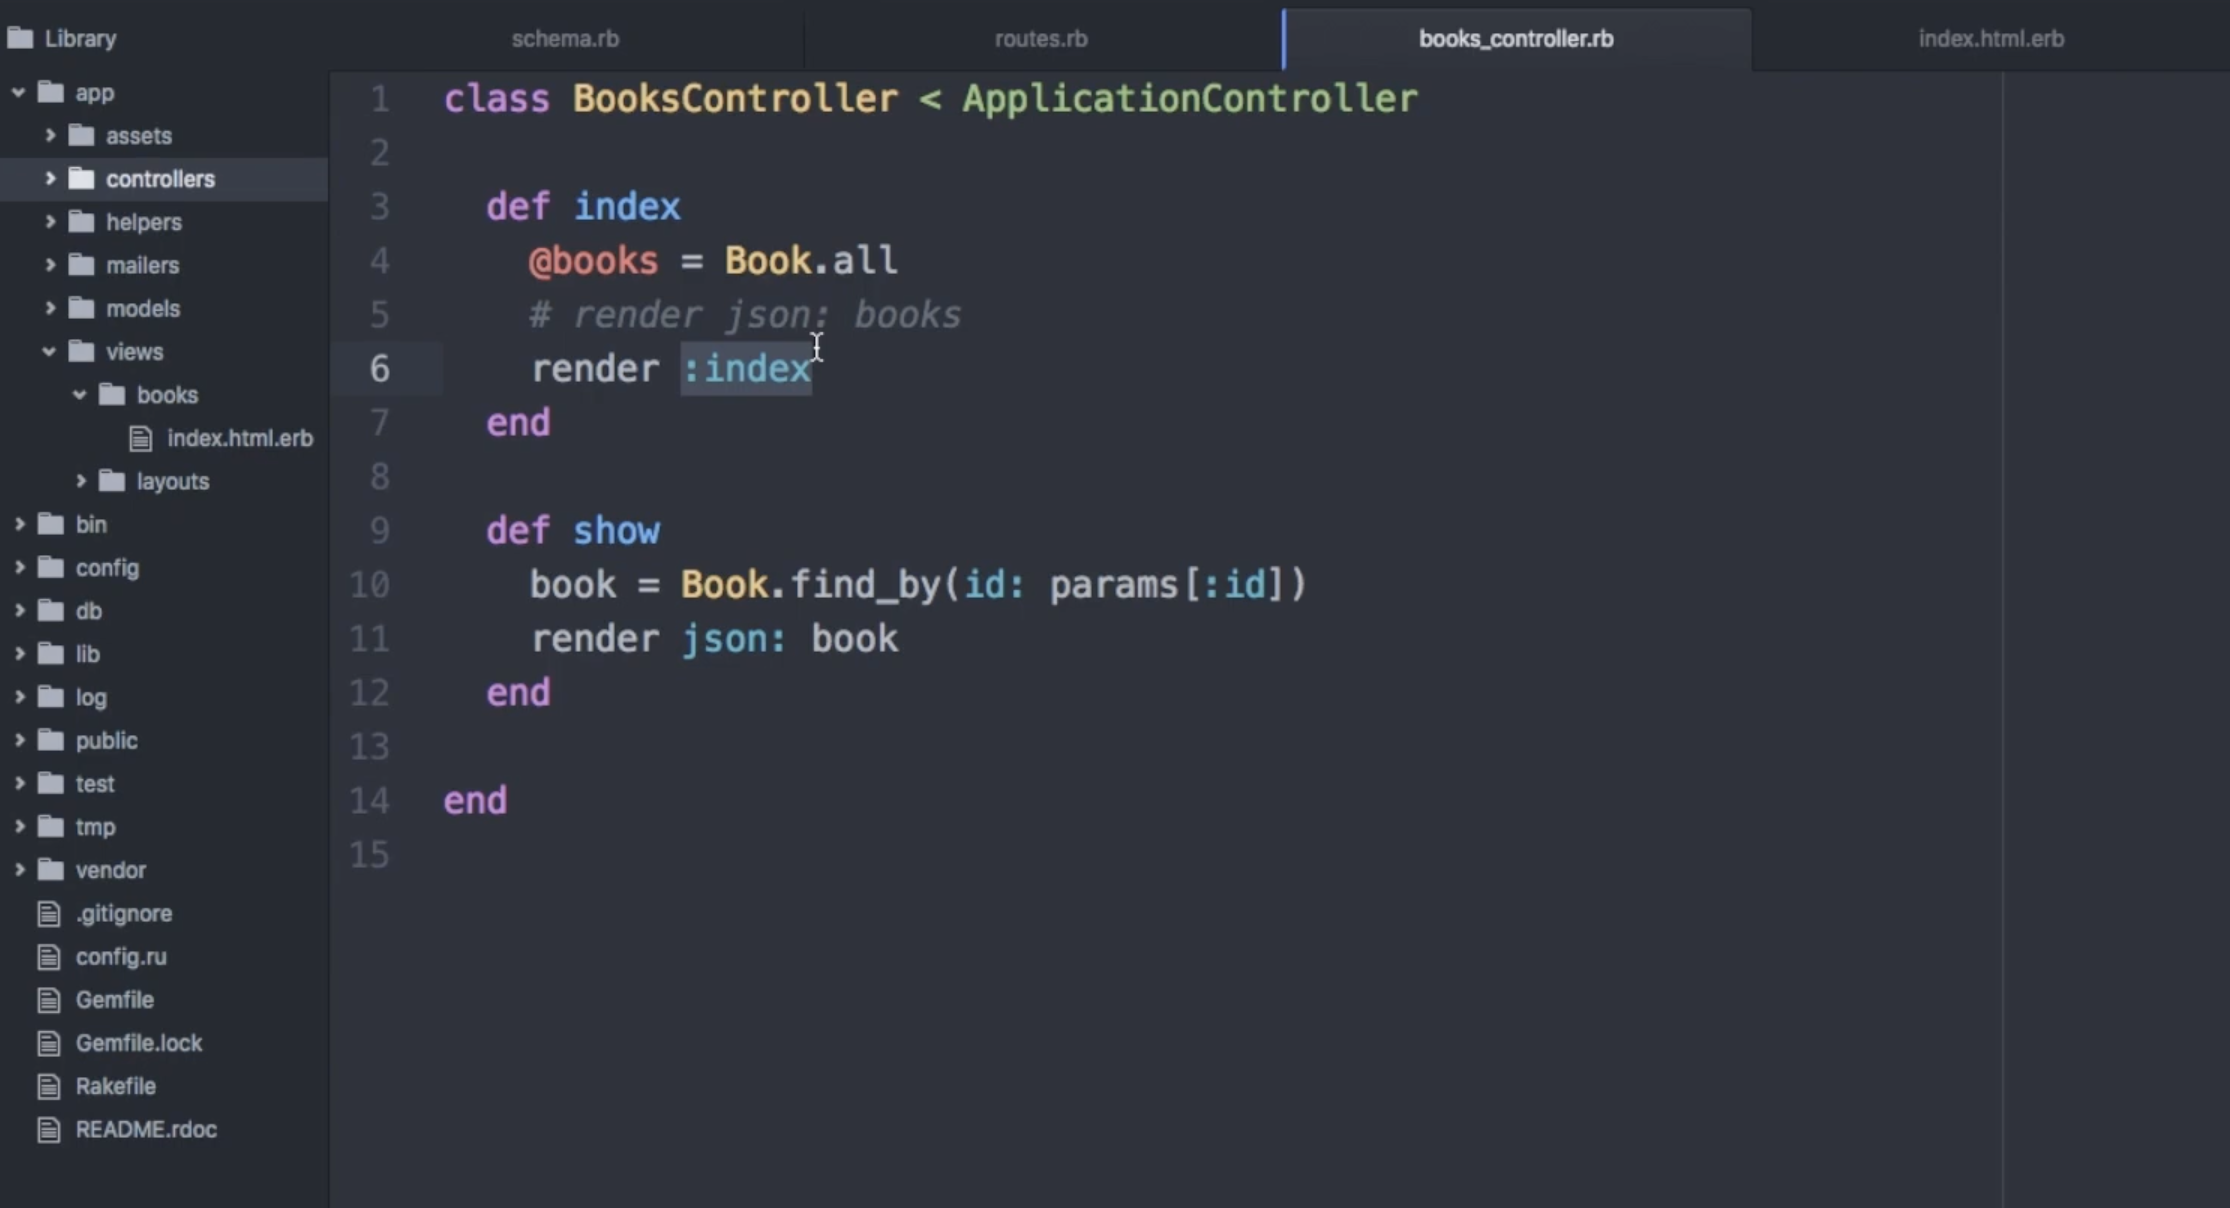 Library
app
assets
controllers
helpers
mailers
models
views
books
index.html.erb
layouts
bin
config
db
lib
log
public
test
tmp
vendor
.gitignore
config.ru
Gemfile
Gemfile.lock
Rakefile
README.rdoc
schema.rb routes.rb books_controller.rb index.html.erb
1 class BooksController < ApplicationController
2
3   def index
4     @books = Book.all
5     # render json: books
6     render :index
7   end
8
9   def show
10     book = Book.find_by(id: params[:id])
11     render json: book
12   end
13
14 end
15